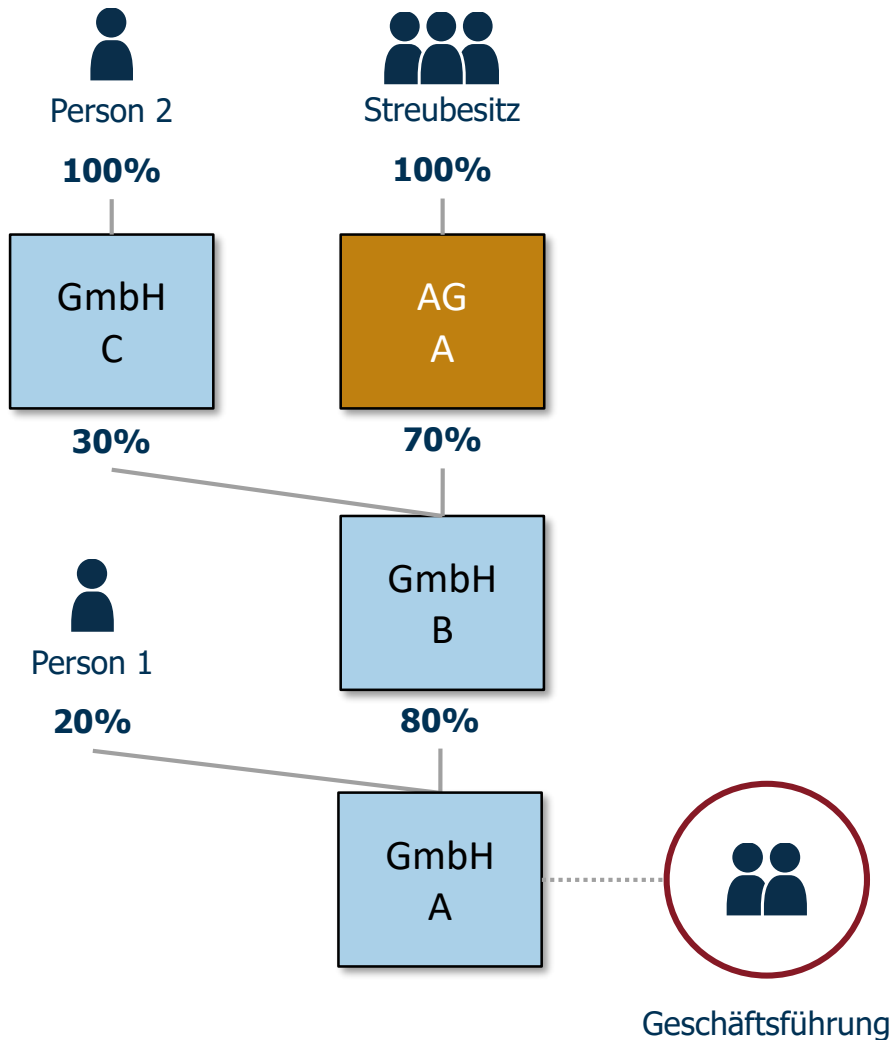 Person 2
Streubesitz
100%
100%
GmbH
C
AG
A
30%
70%
GmbH
B
Person 1
20%
80%
GmbH
A
Geschäftsführung